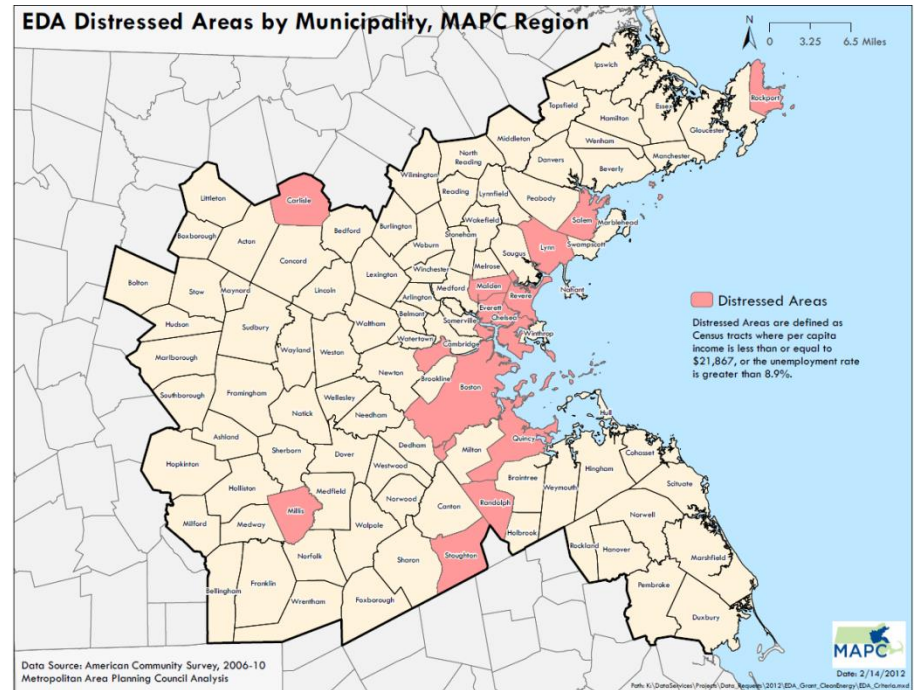 EDA Distressed Areas by Municipality, MAPC Region
N
0 3.25 6.5 Miles
Ipswich
Rockport
Essex
Topsfield
Hamilton
Gloucester
Middleton
Wenham
Manchester
North
Reading
Danvers
Beverly
Wilmington
Littleton
Carlisle
Reading
Lynnfield
Peabody
Boxborough
Bedford
Burlington
Wakefield
Salem
Marblehead
Acton
Stoneham
Woburn
Lynn
Swampscott
Concord
Saugus
Lexington
Winchester
Melrose
Bolton
Stow
Maynard
Lincoln
Medford
Malden
Revere
Nahant
Arlington
Everett
Chelsea
Belmont
Somerville
Hudson
Sudbury
Waltham
Winthrop
Watertown
Cambridge
Wayland
Weston
Marlborough
Newton
Brookline
Boston
Framingham
Wellesley
Southborough
Natick
Needham
Hull
Ashland
Dedham
Milton
Quincy
Cohasset
Sherborn
Dover
Westwood
Hopkinton
Braintree
Hingham
Scituate
Weymouth
Holliston
Medfield
Norwood
Randolph
Millis
Canton
Norwell
Milford
Medway
Walpole
Holbrook
Rockland
Hanover
Norfolk
Sharon
Stoughton
Marshfield
Franklin
Bellingham
Pembroke
Wrentham
Foxborough
Duxbury
Distressed Areas
Distressed Areas are defined as
Census tracts where per capita
income is less than or equal to
$21,867, or the unemployment rate
is greater than 8.9%.
MAPC
Data Source: American Community Survey, 2006-10
Metropolitan Area Planning Council Analysis
Date: 2/14/2012
Path: K:\DataServices\Projects\Data_Requests\2012\EDA_Grant_CleanEnergy\EDA_Criteria.mxd